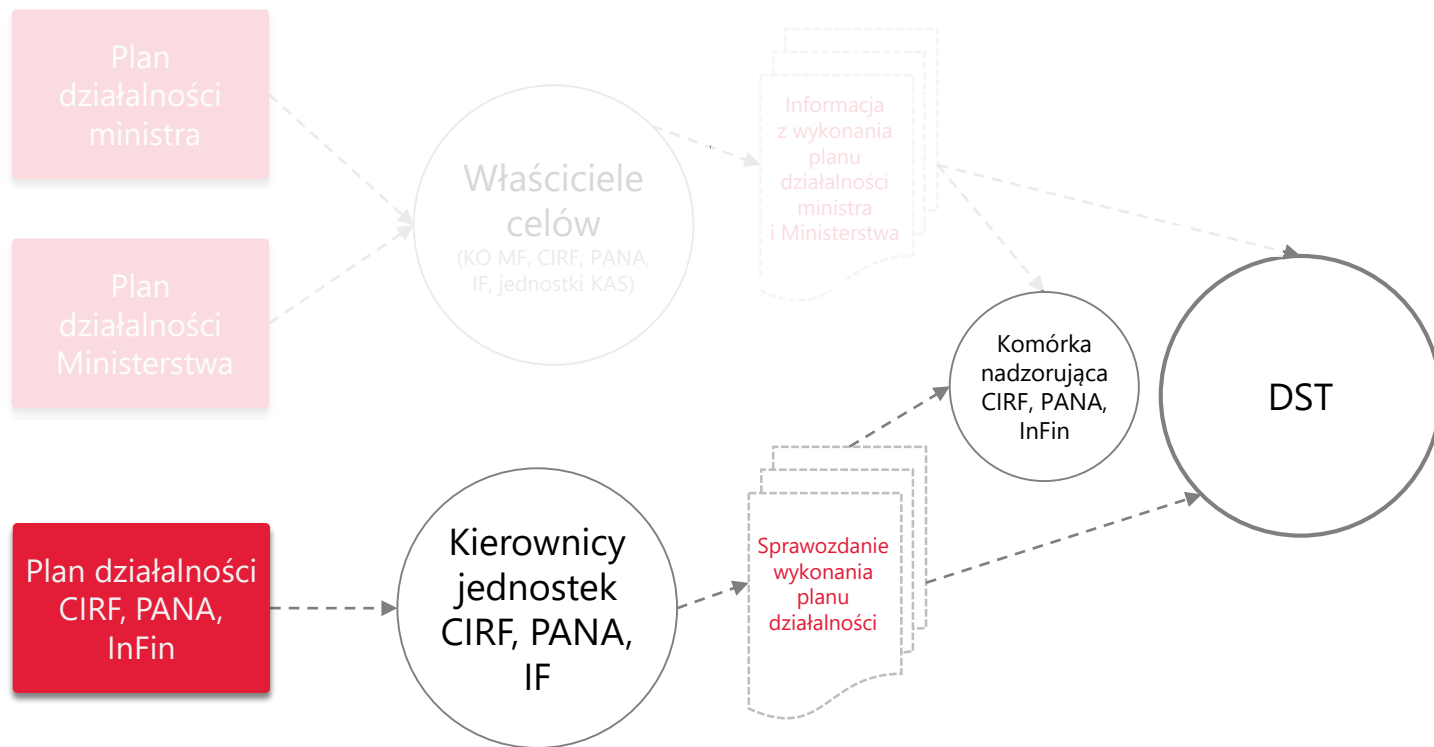 Plan
działalności
ministra
Plan
działalności
Ministerstwa
Właściciele
celów
(KO MF, CIRF, PANA,
IF, jednostki KAS)
Informacja
z wykonania
planu
działalności
ministra
i Ministerstwa
Komórka
nadzorująca
CIRF, PANA,
InFin
DST
Plan działalności
CIRF, PANA,
InFin
Kierownicy
jednostek
CIRF, PANA,
IF
Sprawozdanie
wykonania
planu
działalności